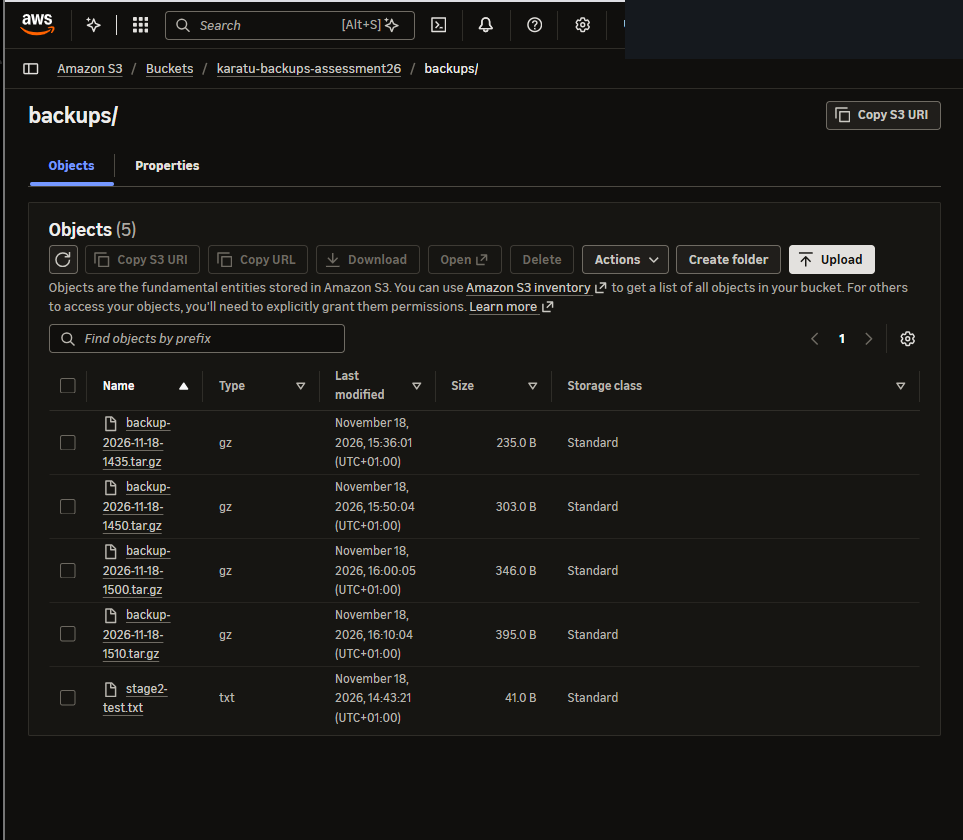 aws
Search [Alt+S]
Amazon S3 / Buckets / karatu-backups-assessment26 / backups/
backups/
Copy S3 URI
Objects Properties
Objects (5)
Copy S3 URI Copy URL Download Open Delete Actions Create folder Upload
Objects are the fundamental entities stored in Amazon S3. You can use Amazon S3 inventory to get a list of all objects in your bucket. For others
to access your objects, you'll need to explicitly grant them permissions. Learn more
Find objects by prefix
1
Name Type Last modified Size Storage class
backup-2026-11-18-1435.tar.gz gz November 18, 2026, 15:36:01 (UTC+01:00) 235.0 B Standard
backup-2026-11-18-1450.tar.gz gz November 18, 2026, 15:50:04 (UTC+01:00) 303.0 B Standard
backup-2026-11-18-1500.tar.gz gz November 18, 2026, 16:00:05 (UTC+01:00) 346.0 B Standard
backup-2026-11-18-1510.tar.gz gz November 18, 2026, 16:10:04 (UTC+01:00) 395.0 B Standard
stage2-test.txt txt November 18, 2026, 14:43:21 (UTC+01:00) 41.0 B Standard